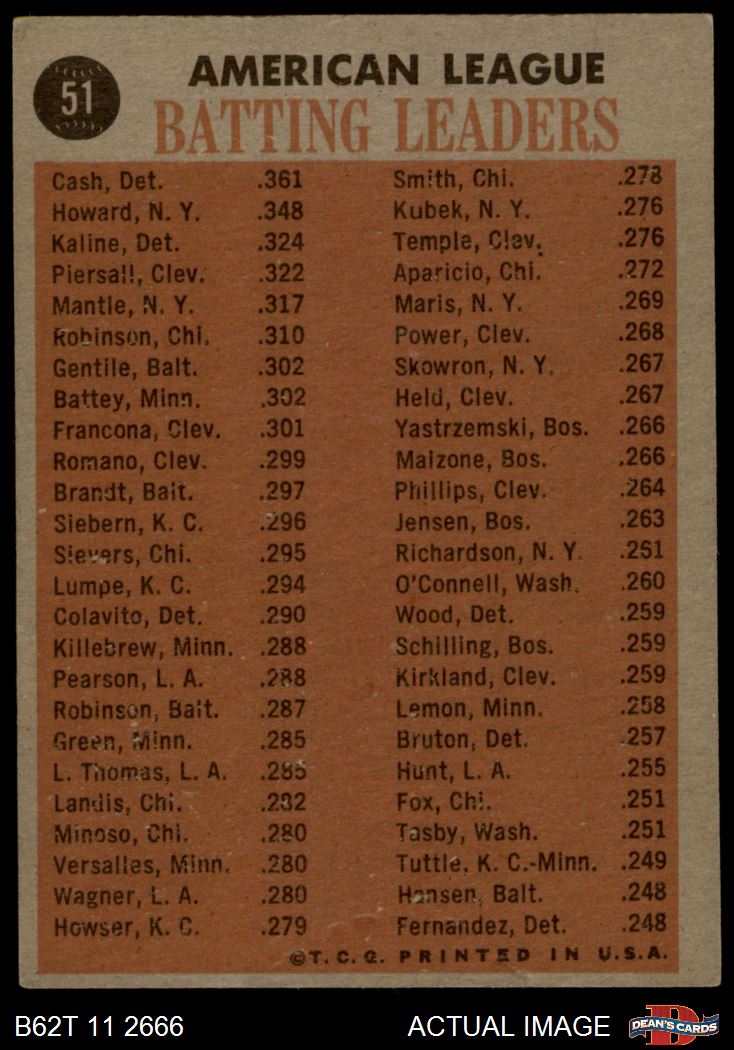 51
AMERICAN LEAGUE
BATTING LEADERS
Cash, Det. .361
Howard, N. Y. .348
Kaline, Det. .324
Piersall, Clev. .322
Mantle, N. Y. .317
Robinson, Chi. .310
Gentile, Balt. .302
Battey, Minn. .302
Francona, Clev. .301
Romano, Clev. .299
Brandt, Balt. .297
Siebern, K. C. .296
Sievers, Chi. .295
Lumpe, K. C. .294
Colavito, Det. .290
Killebrew, Minn. .288
Pearson, L. A. .288
Robinson, Balt. .287
Green, Minn. .285
L. Thomas, L. A. .285
Landis, Chi. .282
Minoso, Chi. .280
Versalles, Minn. .280
Wagner, L. A. .280
Howser, K. C. .279
Smith, Chi. .278
Kubek, N. Y. .276
Temple, Clev. .276
Aparicio, Chi. .272
Maris, N. Y. .269
Power, Clev. .268
Skowron, N. Y. .267
Held, Clev. .267
Yastrzemski, Bos. .266
Malzone, Bos. .266
Phillips, Clev. .264
Jensen, Bos. .263
Richardson, N. Y. .261
O'Connell, Wash. .260
Wood, Det. .259
Schilling, Bos. .259
Kirkland, Clev. .259
Lemon, Minn. .258
Bruton, Det. .257
Hunt, L. A. .255
Fox, Chi. .251
Tasby, Wash. .251
Tuttle, K. C.-Minn. .249
Hansen, Balt. .248
Fernandez, Det. .248
©T. C. G. PRINTED IN U.S.A.
B62T 11 2666
ACTUAL IMAGE
DEAN'S CARDS